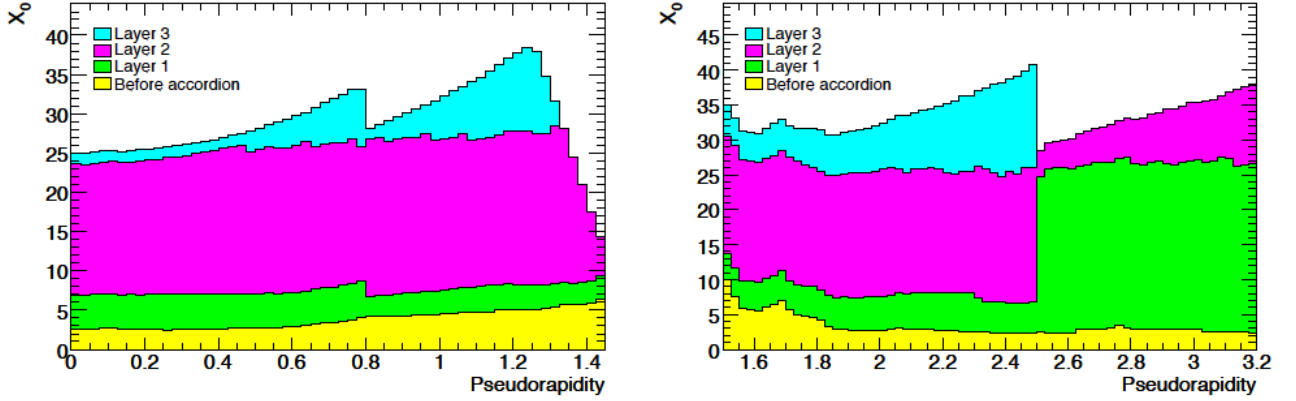 X₀
40
35
30
25
20
15
10
5
0
Layer 3
Layer 2
Layer 1
Before accordion
0 0.2 0.4 0.6 0.8 1 1.2 1.4
Pseudorapidity
X₀
45
40
35
30
25
20
15
10
5
0
Layer 3
Layer 2
Layer 1
Before accordion
1.6 1.8 2 2.2 2.4 2.6 2.8 3 3.2
Pseudorapidity